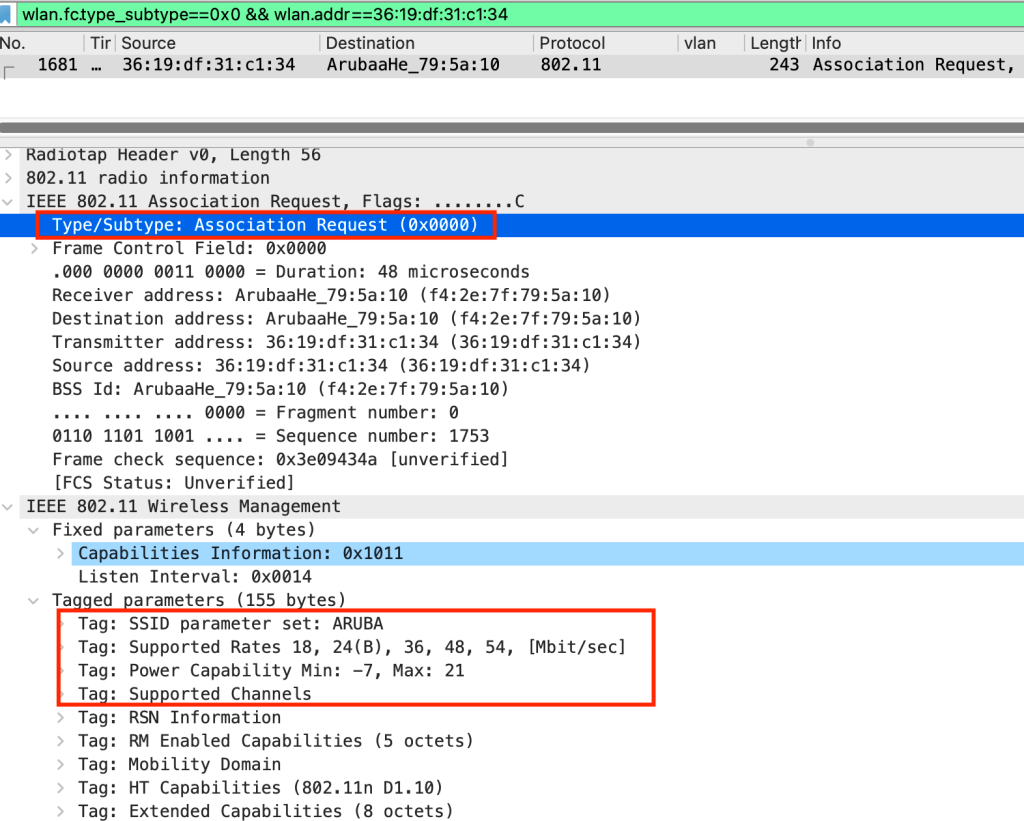 wlan.fc.type_subtype==0x0 && wlan.addr==36:19:df:31:c1:34
No. Tir Source Destination Protocol vlan Length Info
1681 … 36:19:df:31:c1:34 ArubaaHe_79:5a:10 802.11 243 Association Request,
Radiotap Header v0, Length 56
802.11 radio information
IEEE 802.11 Association Request, Flags: ........C
Type/Subtype: Association Request (0x0000)
Frame Control Field: 0x0000
.000 0000 0011 0000 = Duration: 48 microseconds
Receiver address: ArubaaHe_79:5a:10 (f4:2e:7f:79:5a:10)
Destination address: ArubaaHe_79:5a:10 (f4:2e:7f:79:5a:10)
Transmitter address: 36:19:df:31:c1:34 (36:19:df:31:c1:34)
Source address: 36:19:df:31:c1:34 (36:19:df:31:c1:34)
BSS Id: ArubaaHe_79:5a:10 (f4:2e:7f:79:5a:10)
.... .... .... 0000 = Fragment number: 0
0110 1101 1001 .... = Sequence number: 1753
Frame check sequence: 0x3e09434a [unverified]
[FCS Status: Unverified]
IEEE 802.11 Wireless Management
Fixed parameters (4 bytes)
Capabilities Information: 0x1011
Listen Interval: 0x0014
Tagged parameters (155 bytes)
Tag: SSID parameter set: ARUBA
Tag: Supported Rates 18, 24(B), 36, 48, 54, [Mbit/sec]
Tag: Power Capability Min: -7, Max: 21
Tag: Supported Channels
Tag: RSN Information
Tag: RM Enabled Capabilities (5 octets)
Tag: Mobility Domain
Tag: HT Capabilities (802.11n D1.10)
Tag: Extended Capabilities (8 octets)